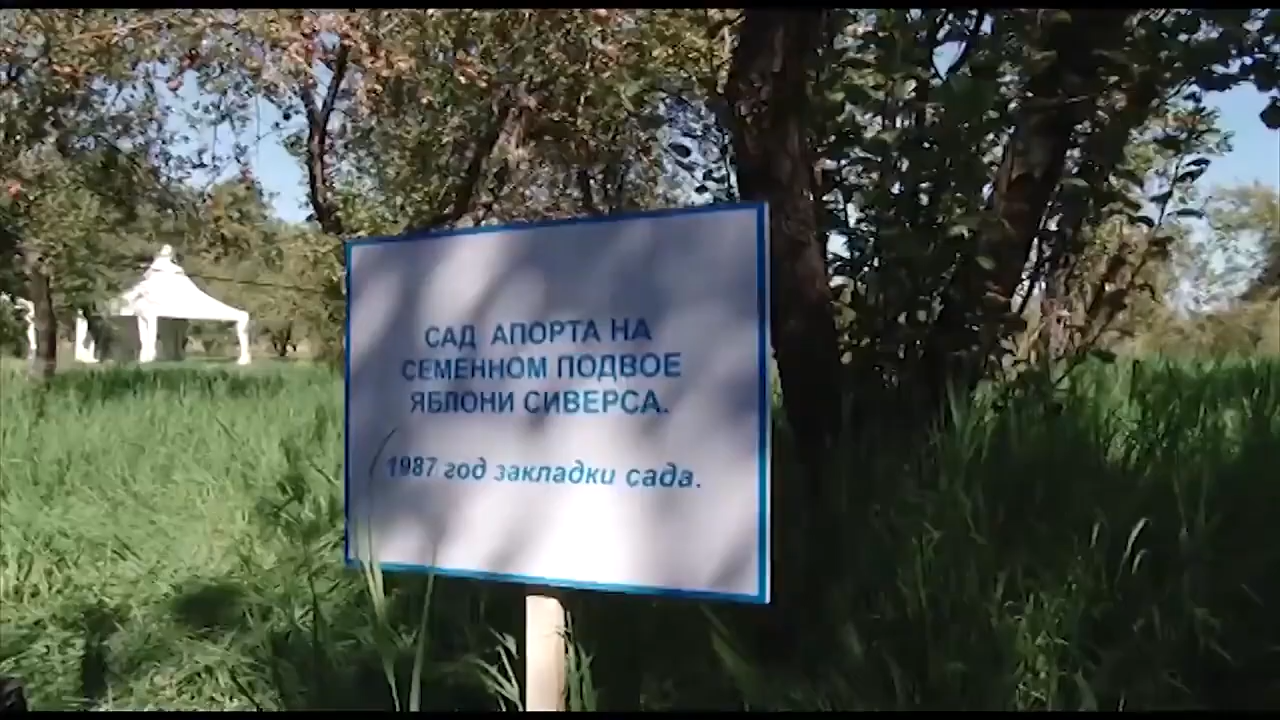 САД АПОРТА НА
СЕМЕННОМ ПОДВОЕ
ЯБЛОНИ СИВЕРСА.
1987 год закладки сада.